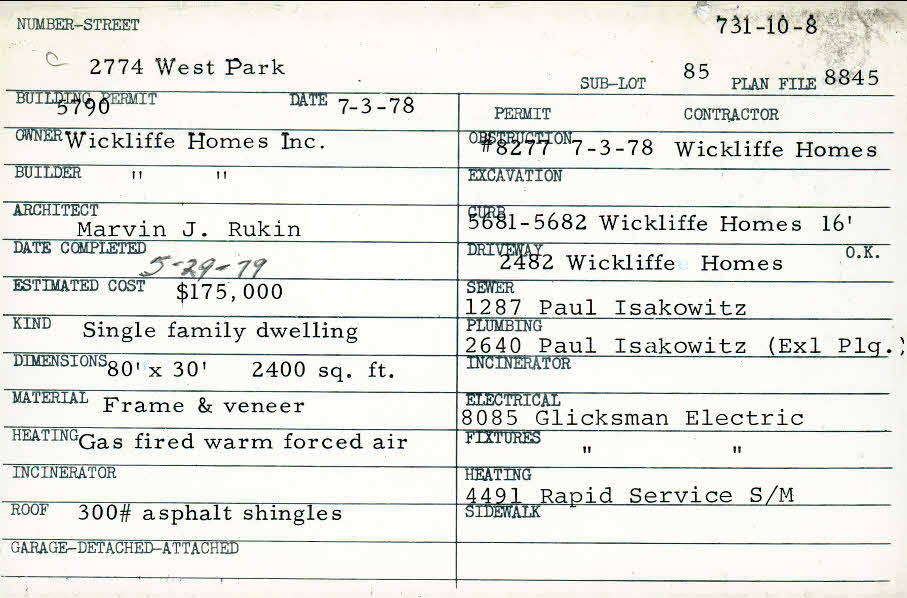 NUMBER-STREET 731-10-8
2774 West Park SUB-LOT 85 PLAN FILE 8845
BUILDING PERMIT 5790 DATE 7-3-78
OWNER Wickliffe Homes Inc.
BUILDER " "
ARCHITECT
Marvin J. Rukin
DATE COMPLETED
5-29-79
ESTIMATED COST $175,000
KIND Single family dwelling
DIMENSIONS 80' x 30' 2400 sq. ft.
MATERIAL Frame & veneer
HEATING Gas fired warm forced air
INCINERATOR
ROOF 300# asphalt shingles
GARAGE-DETACHED-ATTACHED
PERMIT CONTRACTOR
OBSTRUCTION
#8277 7-3-78 Wickliffe Homes
EXCAVATION
CURB
5681-5682 Wickliffe Homes 16'
DRIVEWAY O.K.
2482 Wickliffe Homes
SEWER
1287 Paul Isakowitz
PLUMBING
2640 Paul Isakowitz (Exl Plg.)
INCINERATOR
ELECTRICAL
8085 Glicksman Electric
FIXTURES " "
HEATING
4491 Rapid Service S/M
SIDEWALK